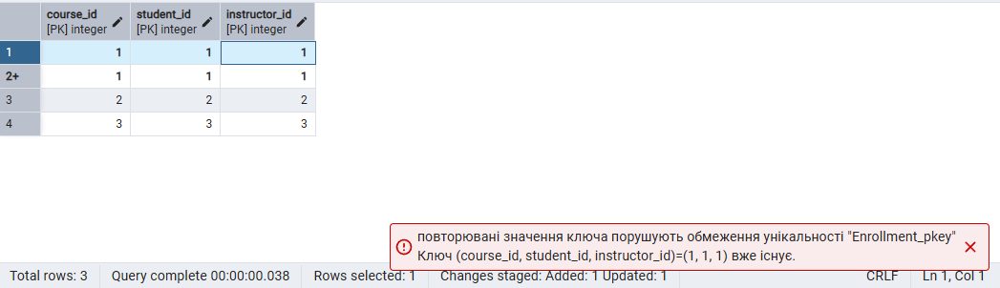 course_id student_id instructor_id
[PK] integer [PK] integer [PK] integer
1 1 1 1
2+ 1 1 1
3 2 2 2
4 3 3 3
повторювані значення ключа порушують обмеження унікальності "Enrollment_pkey"
Ключ (course_id, student_id, instructor_id)=(1, 1, 1) вже існує.
Total rows: 3 Query complete 00:00:00.038 Rows selected: 1 Changes staged: Added: 1 Updated: 1 CRLF Ln 1, Col 1